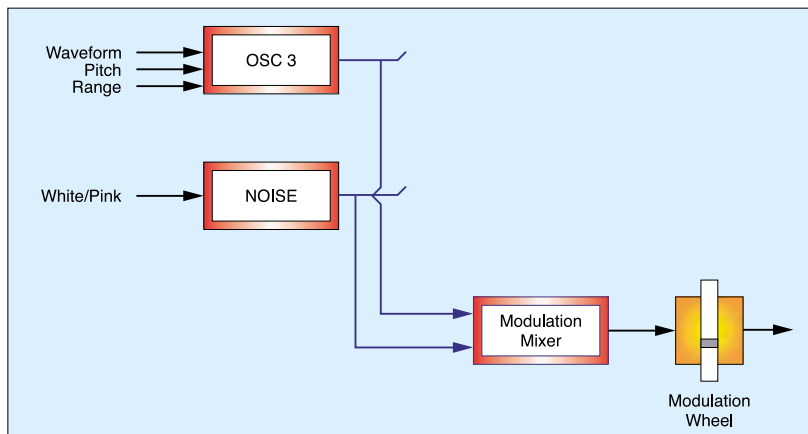 Waveform
Pitch
Range
OSC 3
White/Pink
NOISE
Modulation
Mixer
Modulation
Wheel